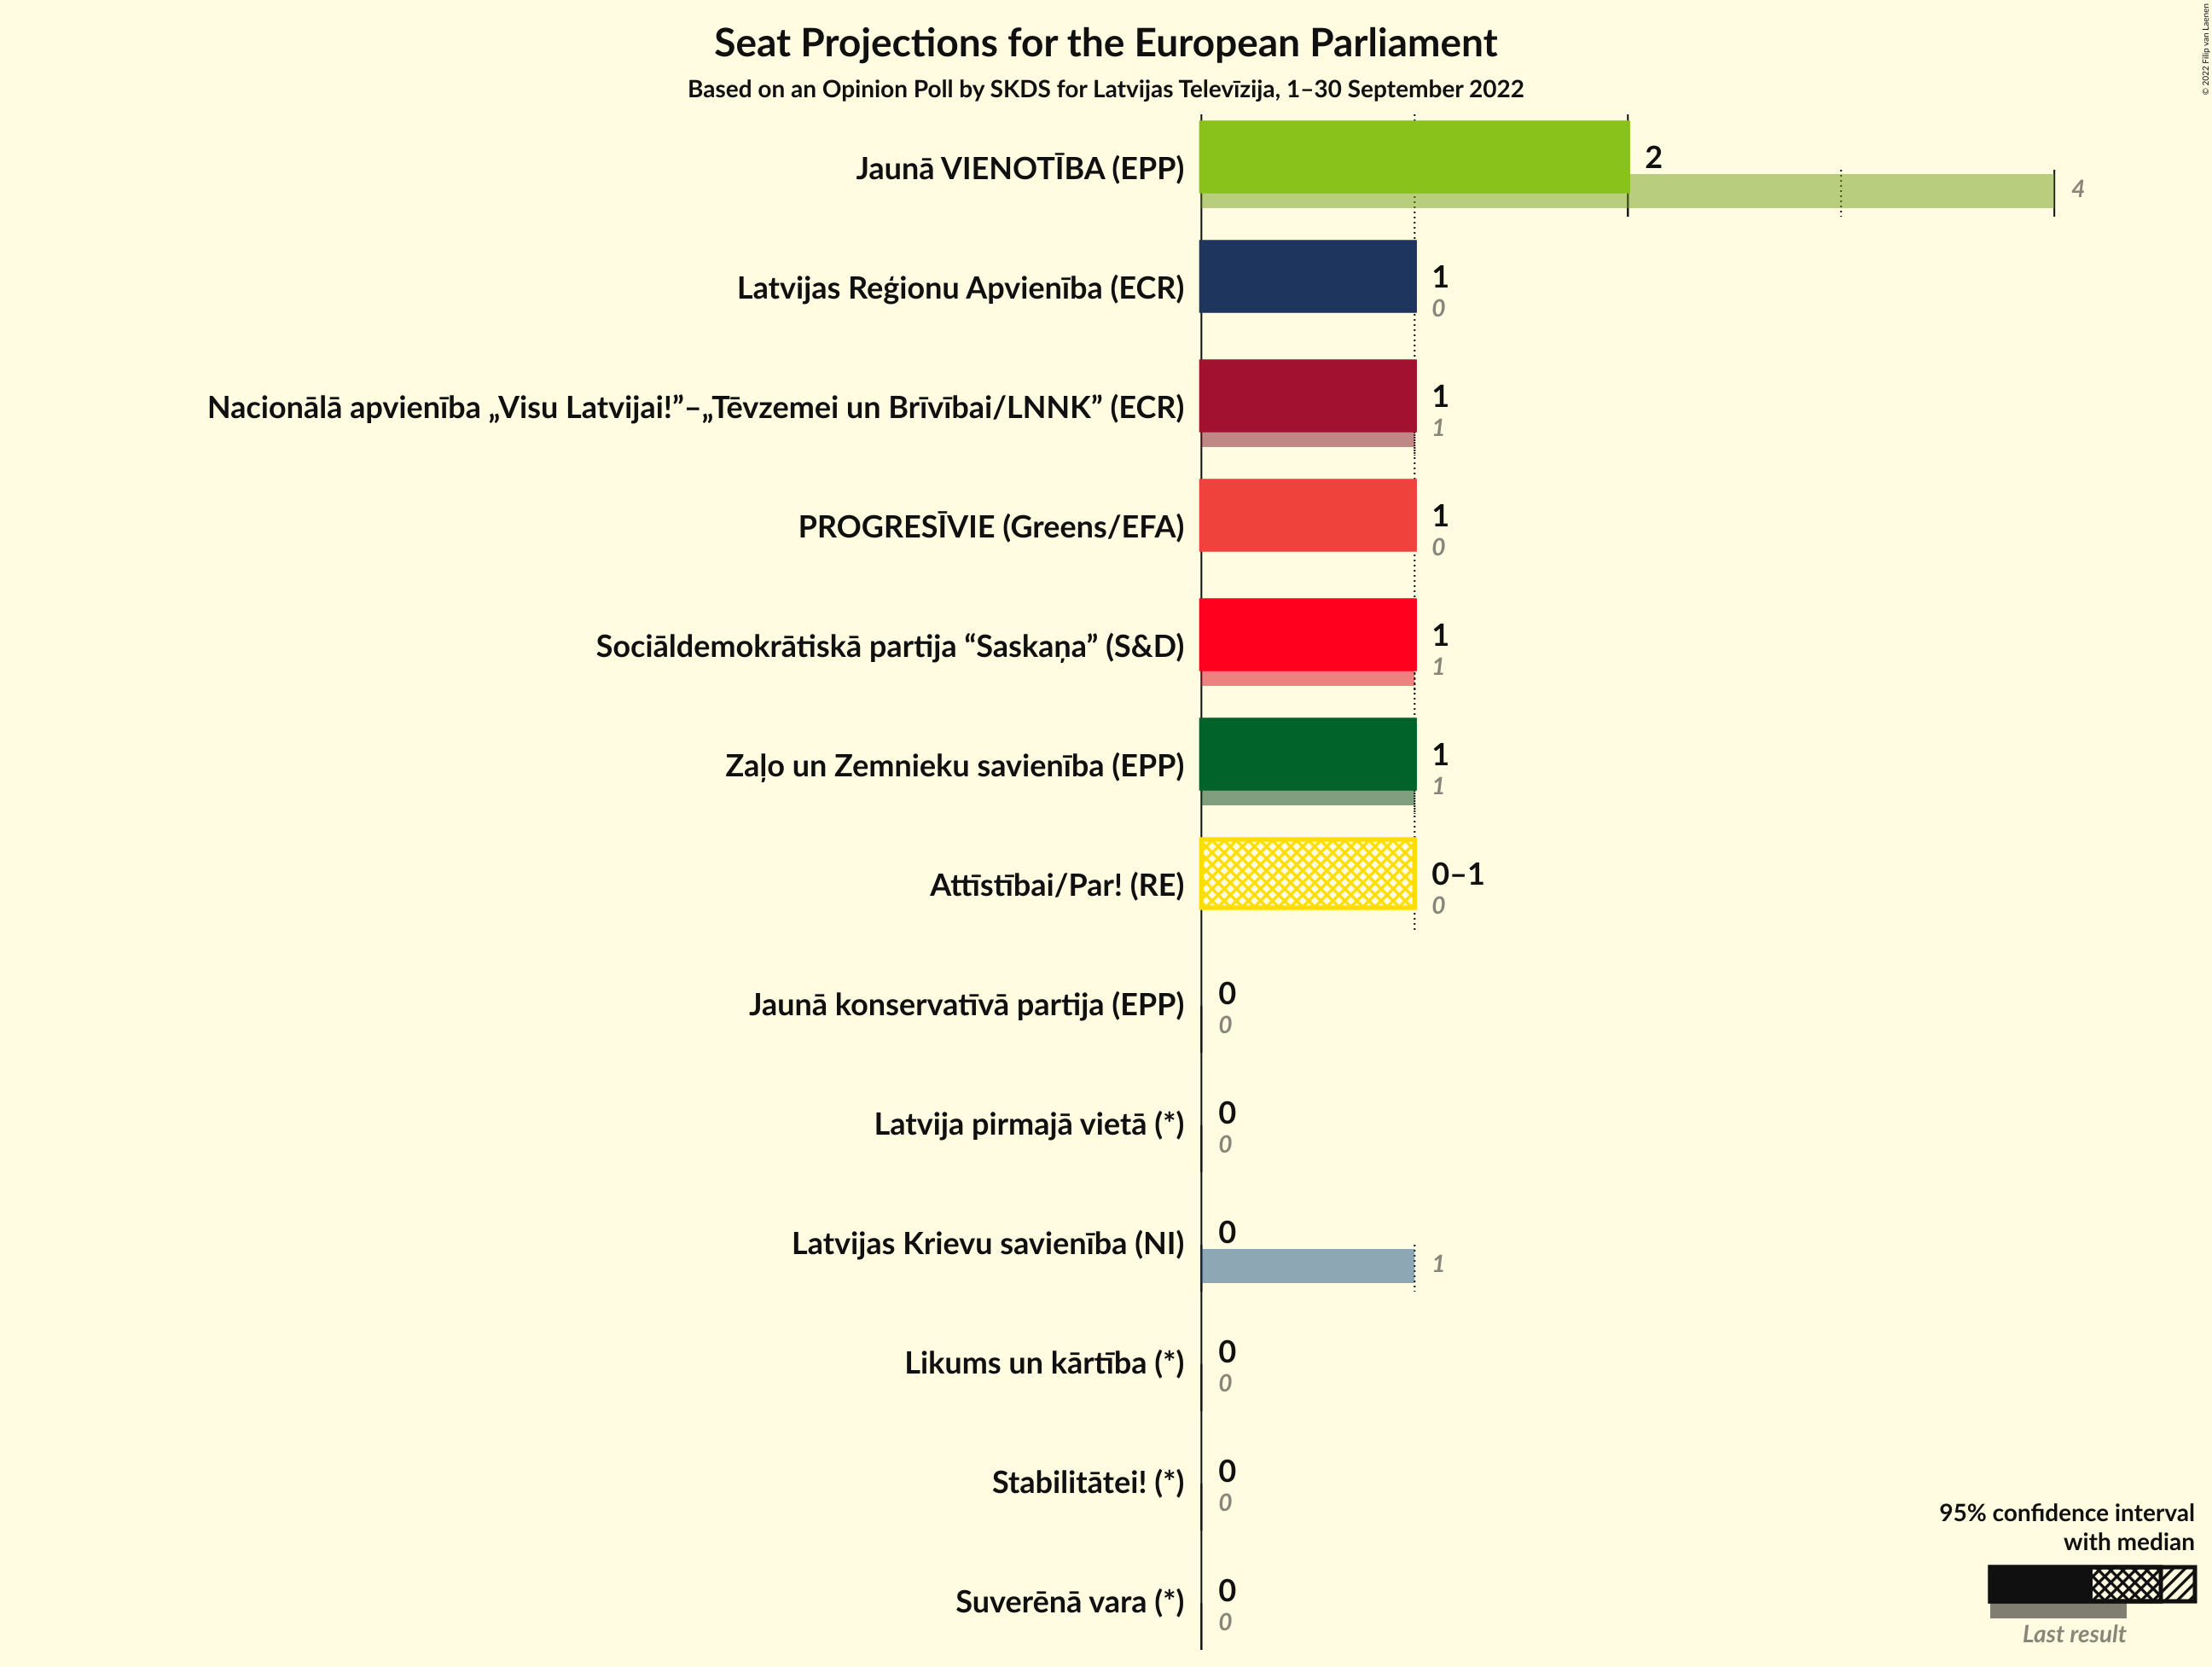 Seat Projections for the European Parliament
Based on an Opinion Poll by SKDS for Latvijas Televīzija, 1–30 September 2022
© 2022 Filip van Laenen
Jaunā VIENOTĪBA (EPP)
2
4
Latvijas Reģionu Apvienība (ECR)
1
0
Nacionālā apvienība „Visu Latvijai!”–„Tēvzemei un Brīvībai/LNNK” (ECR)
1
1
PROGRESĪVIE (Greens/EFA)
1
0
Sociāldemokrātiskā partija “Saskaņa” (S&D)
1
1
Zaļo un Zemnieku savienība (EPP)
1
1
Attīstībai/Par! (RE)
0–1
0
Jaunā konservatīvā partija (EPP)
0
0
Latvija pirmajā vietā (*)
0
0
Latvijas Krievu savienība (NI)
0
1
Likums un kārtība (*)
0
0
Stabilitātei! (*)
0
0
Suverēnā vara (*)
0
0
95% confidence interval
with median
Last result